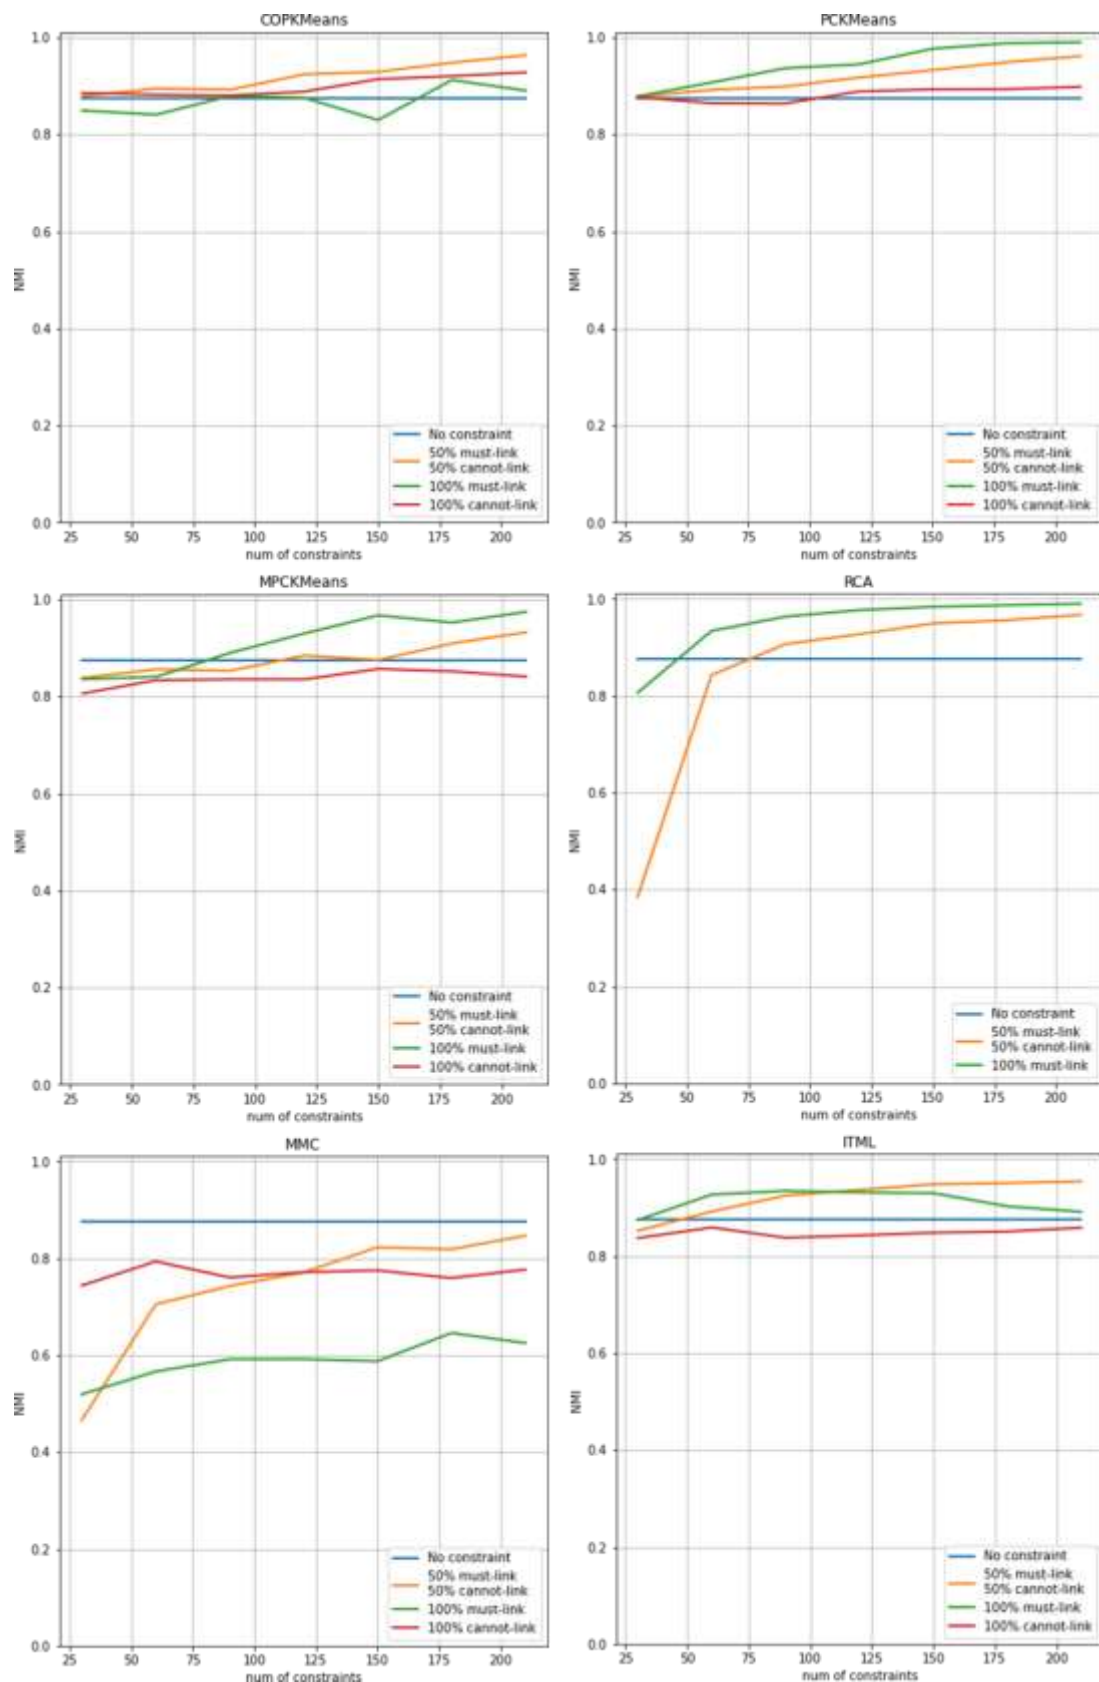 COPKMeans
1.0
0.8
0.6
0.4
0.2
0.0
NMI
No constraint
50% must-link
50% cannot-link
100% must-link
100% cannot-link
25 50 75 100 125 150 175 200
num of constraints
PCKMeans
1.0
0.8
0.6
0.4
0.2
0.0
NMI
No constraint
50% must-link
50% cannot-link
100% must-link
100% cannot-link
25 50 75 100 125 150 175 200
num of constraints
MPCKMeans
1.0
0.8
0.6
0.4
0.2
0.0
NMI
No constraint
50% must-link
50% cannot-link
100% must-link
100% cannot-link
25 50 75 100 125 150 175 200
num of constraints
RCA
1.0
0.8
0.6
0.4
0.2
0.0
NMI
No constraint
50% must-link
50% cannot-link
100% must-link
25 50 75 100 125 150 175 200
num of constraints
MMC
1.0
0.8
0.6
0.4
0.2
0.0
NMI
No constraint
50% must-link
50% cannot-link
100% must-link
100% cannot-link
25 50 75 100 125 150 175 200
num of constraints
ITML
1.0
0.8
0.6
0.4
0.2
0.0
NMI
No constraint
50% must-link
50% cannot-link
100% must-link
100% cannot-link
25 50 75 100 125 150 175 200
num of constraints